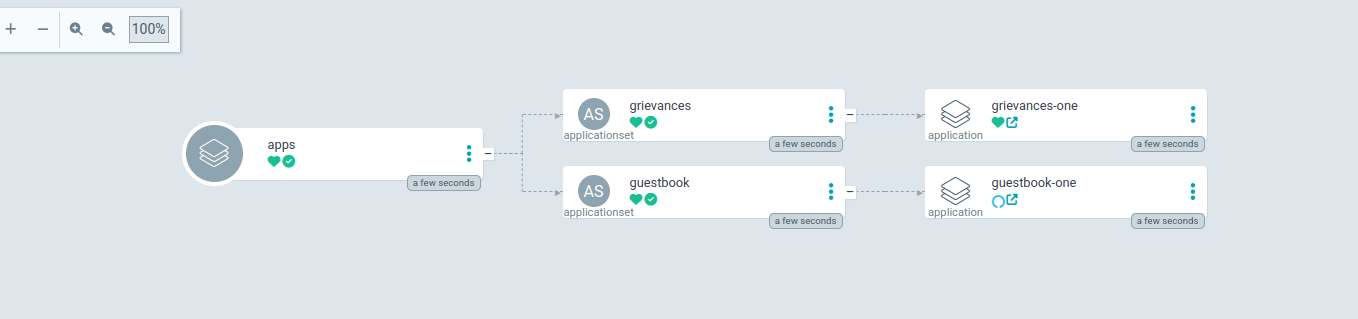 100%
apps
a few seconds
AS
applicationset
grievances
a few seconds
application
grievances-one
a few seconds
AS
applicationset
guestbook
a few seconds
application
guestbook-one
a few seconds